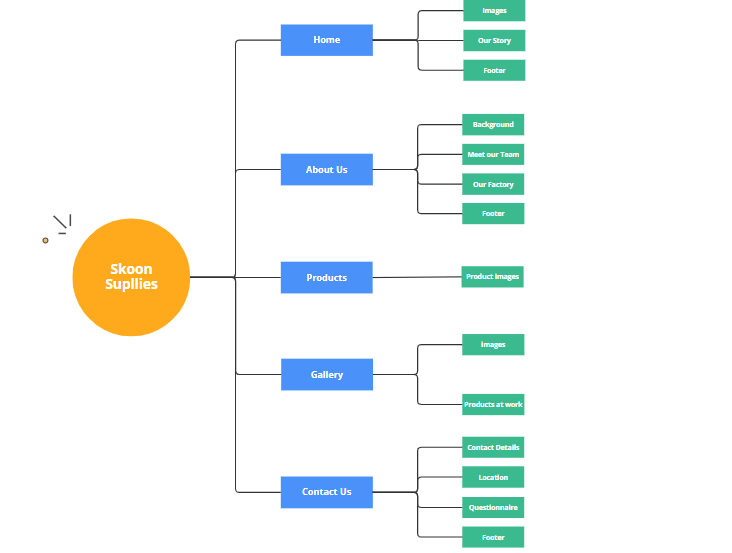 Images
Home
Our Story
Footer
Background
Meet our Team
About Us
Our Factory
Footer
Skoon
Supllies
Products
Product Images
Images
Gallery
Products at work
Contact Details
Location
Contact Us
Questionnaire
Footer